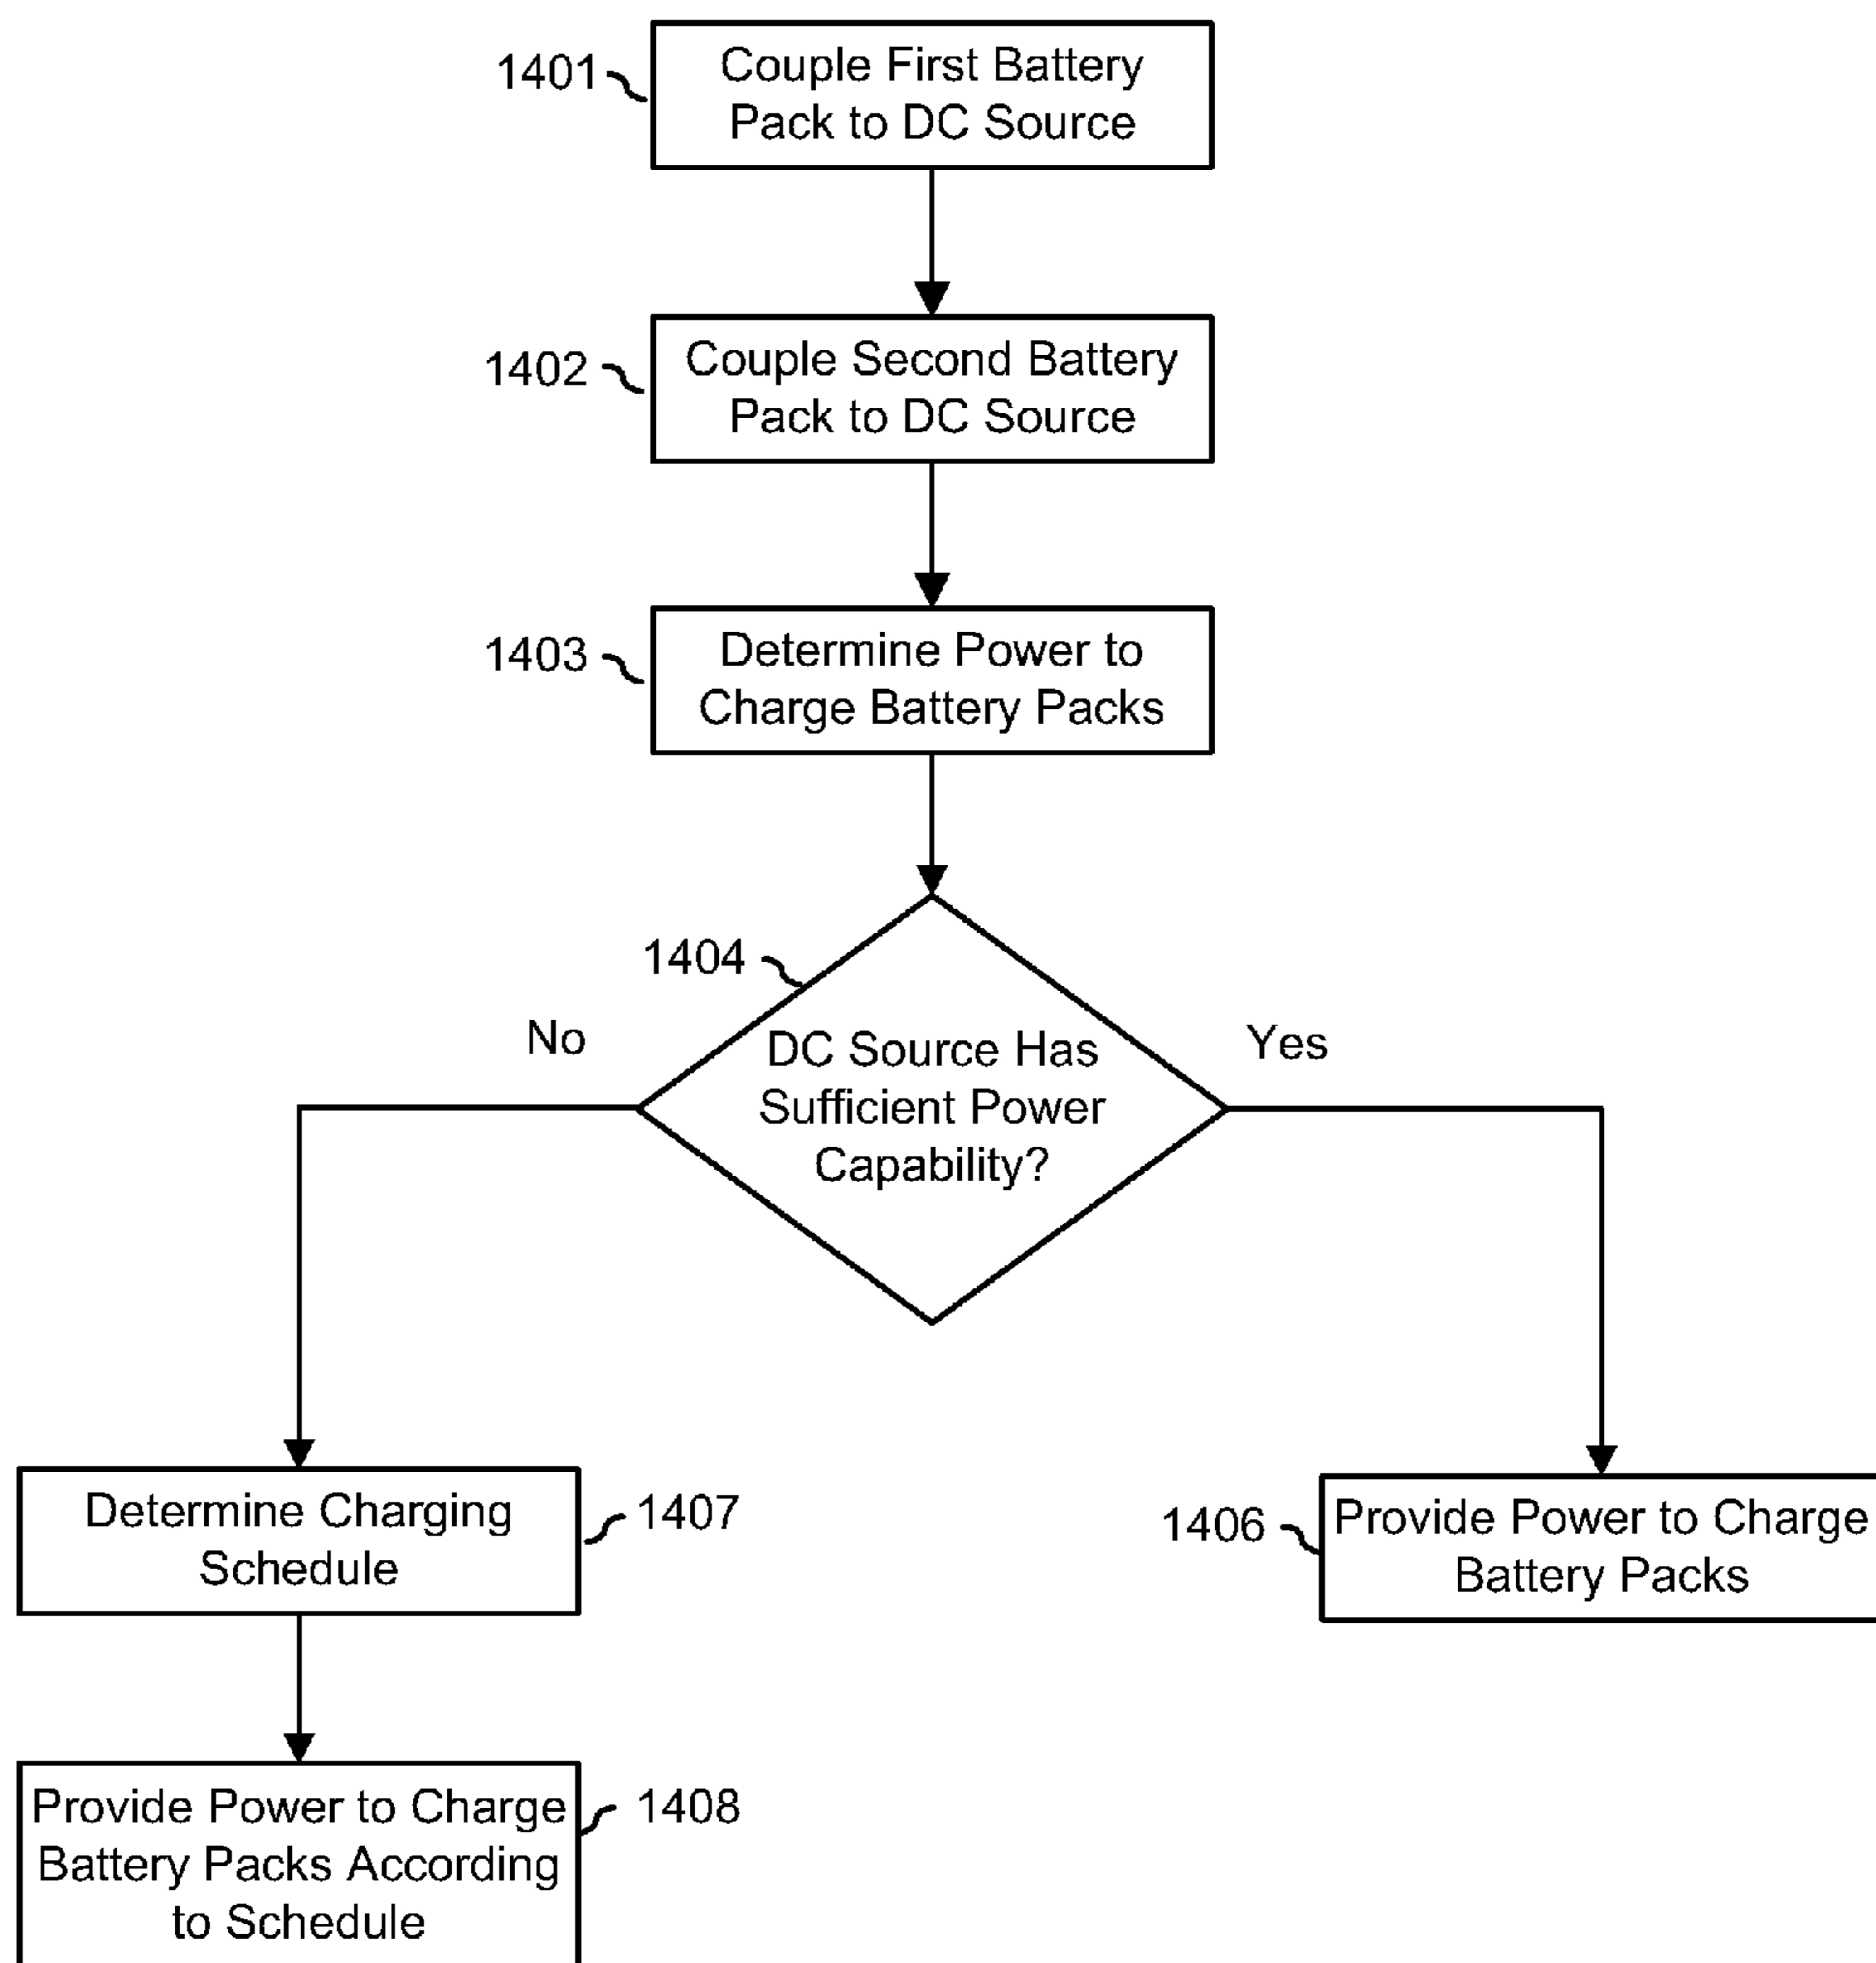 1401
Couple First Battery
Pack to DC Source
1402
Couple Second Battery
Pack to DC Source
1403
Determine Power to
Charge Battery Packs
1404
No
Yes
DC Source Has
Sufficient Power
Capability?
Determine Charging
Schedule
1407
1406
Provide Power to Charge
Battery Packs
Provide Power to Charge
Battery Packs According
to Schedule
1408